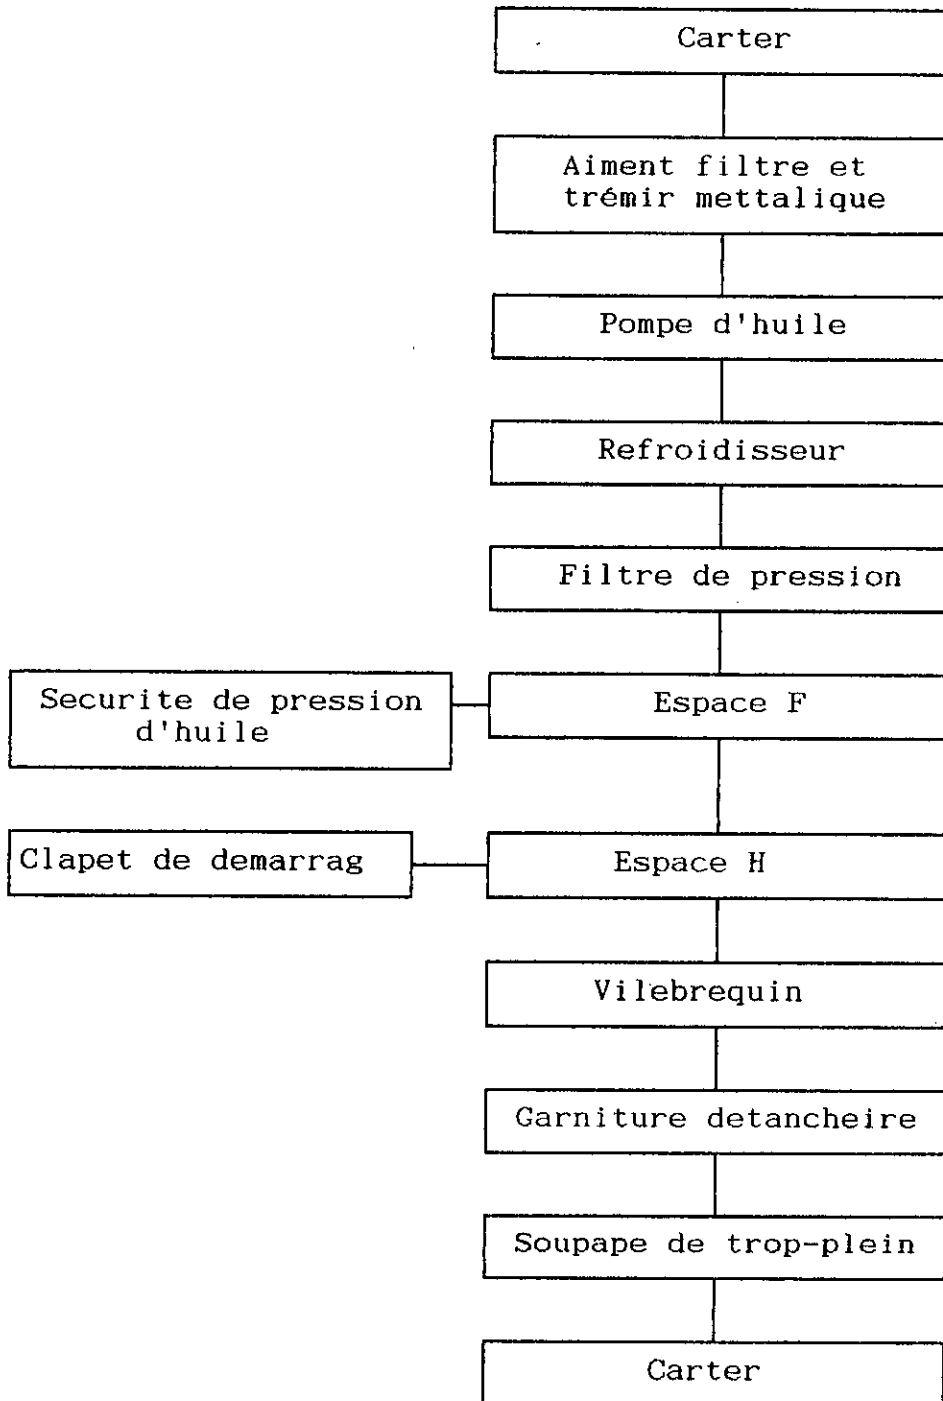 Carter
Aiment filtre et
trémir mettalique
Pompe d'huile
Refroidisseur
Filtre de pression
Sécurite de pression
d'huile
Espace F
Clapet de demarrag
Espace H
Vilebrequin
Garniture detancheire
Soupape de trop-plein
Carter